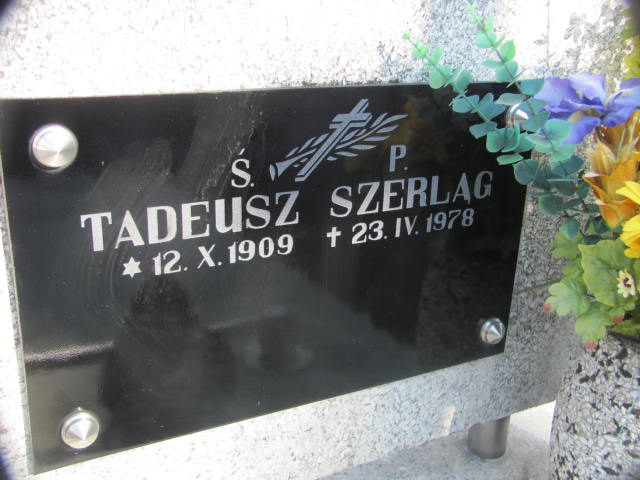 Ś. P.
TADEUSZ SZERLĄG
✶ 12. X. 1909 ✝ 23. IV. 1978